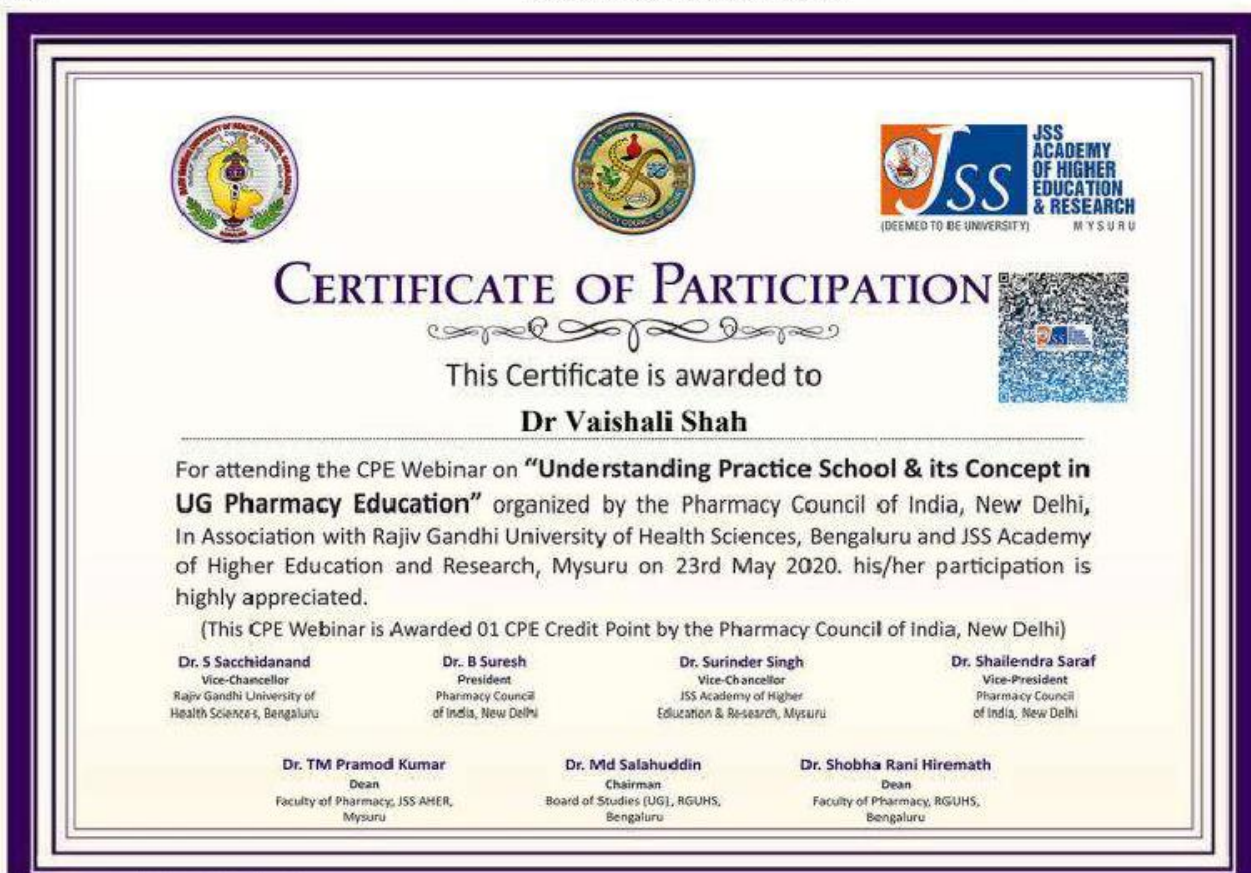 JSS
ACADEMY
OF HIGHER
EDUCATION
& RESEARCH
(DEEMED TO BE UNIVERSITY) MYSURU
CERTIFICATE OF PARTICIPATION
This Certificate is awarded to
Dr Vaishali Shah
For attending the CPE Webinar on “Understanding Practice School & its Concept in
UG Pharmacy Education” organized by the Pharmacy Council of India, New Delhi,
In Association with Rajiv Gandhi University of Health Sciences, Bengaluru and JSS Academy
of Higher Education and Research, Mysuru on 23rd May 2020. his/her participation is
highly appreciated.
(This CPE Webinar is Awarded 01 CPE Credit Point by the Pharmacy Council of India, New Delhi)
Dr. S Sacchidanand
Vice-Chancellor
Rajiv Gandhi University of
Health Sciences, Bengaluru
Dr.. B Suresh
President
Pharmacy Council
of India, New Delhi
Dr. Surinder Singh
Vice-Chancellor
JSS Academy of Higher
Education & Research, Mysuru
Dr. Shailendra Saraf
Vice-President
Pharmacy Council
of India, New Delhi
Dr. TM Pramod Kumar
Dean
Faculty of Pharmacy, JSS AHER,
Mysuru
Dr. Md Salahuddin
Chairman
Board of Studies (UG), RGUHS,
Bengaluru
Dr. Shobha Rani Hiremath
Dean
Faculty of Pharmacy, RGUHS,
Bengaluru